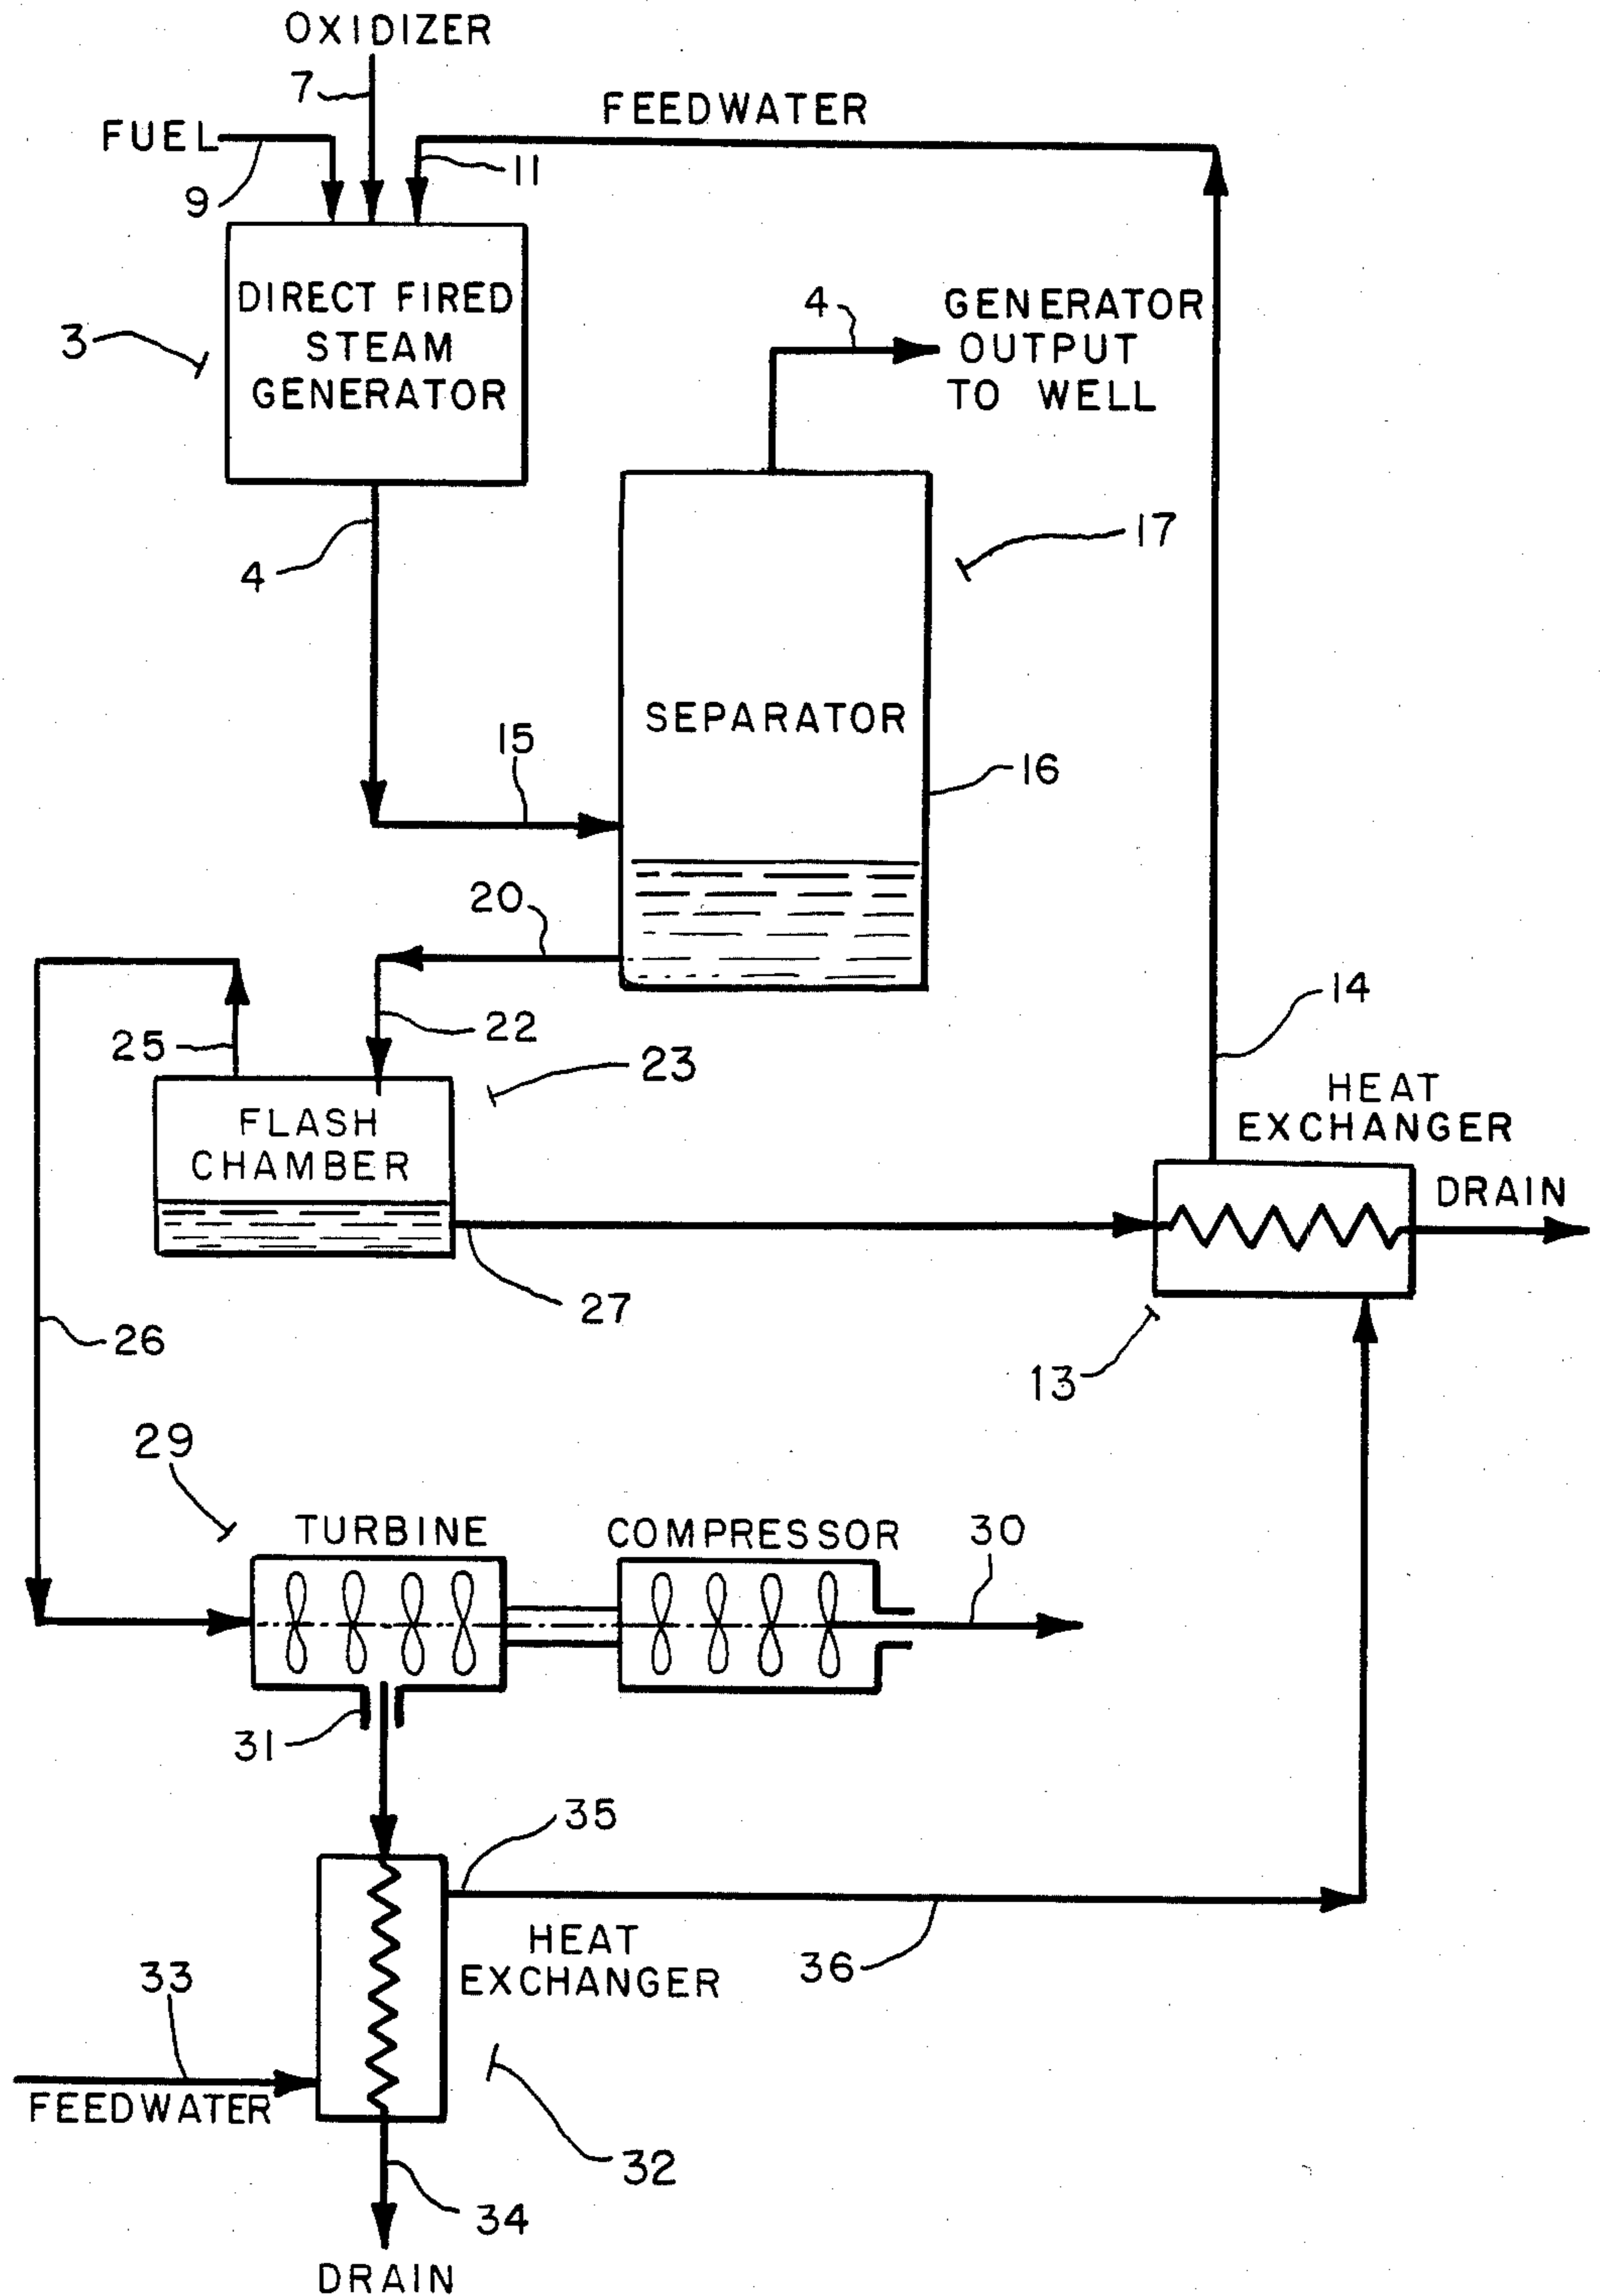 OXIDIZER
7
FEEDWATER
FUEL
11
9
DIRECT FIRED
STEAM
GENERATOR
3
4
GENERATOR
OUTPUT
TO WELL
17
4
SEPARATOR
15
16
20
22
14
25
23
HEAT
EXCHANGER
FLASH
CHAMBER
DRAIN
27
26
13
29
TURBINE
COMPRESSOR
30
31
35
HEAT
EXCHANGER
36
33
FEEDWATER
32
34
DRAIN